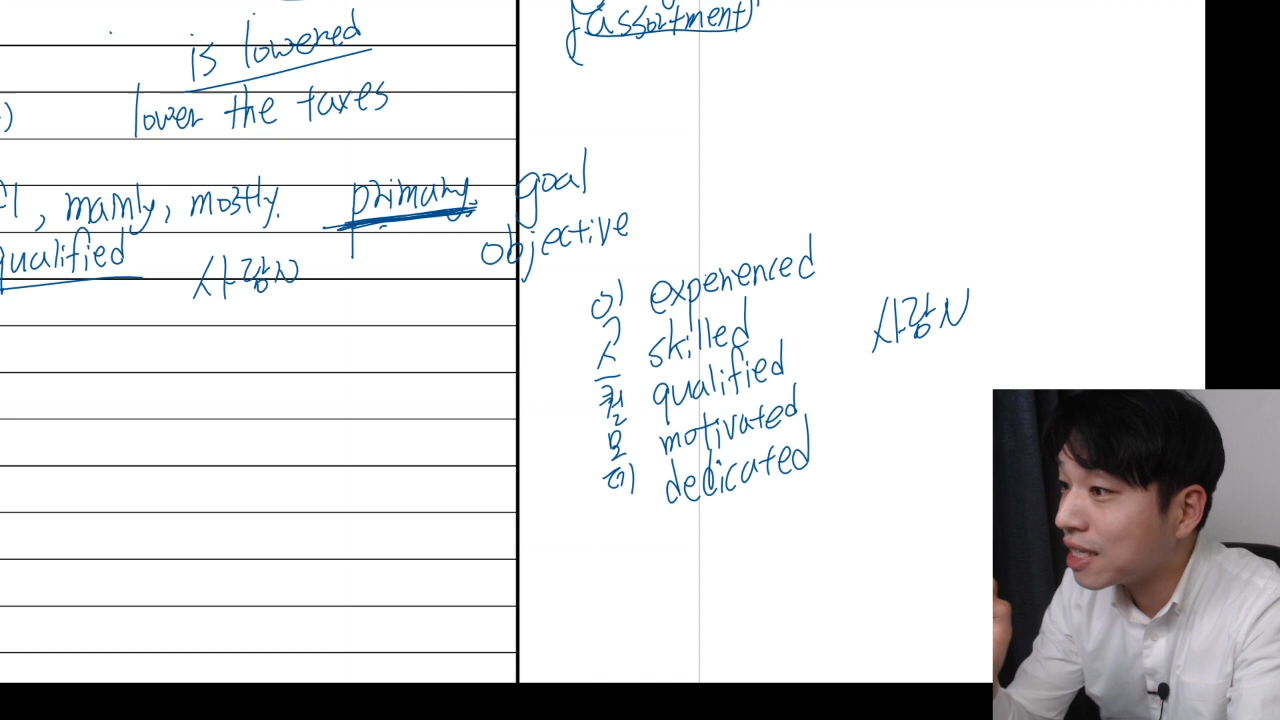 is lowered
lower the taxes
, mainly, mostly. primary goal
objective
qualified 사람N
(assortment)
이 experienced
스 skilled
퀄 qualified
모 motivated
데 dedicated
사람N